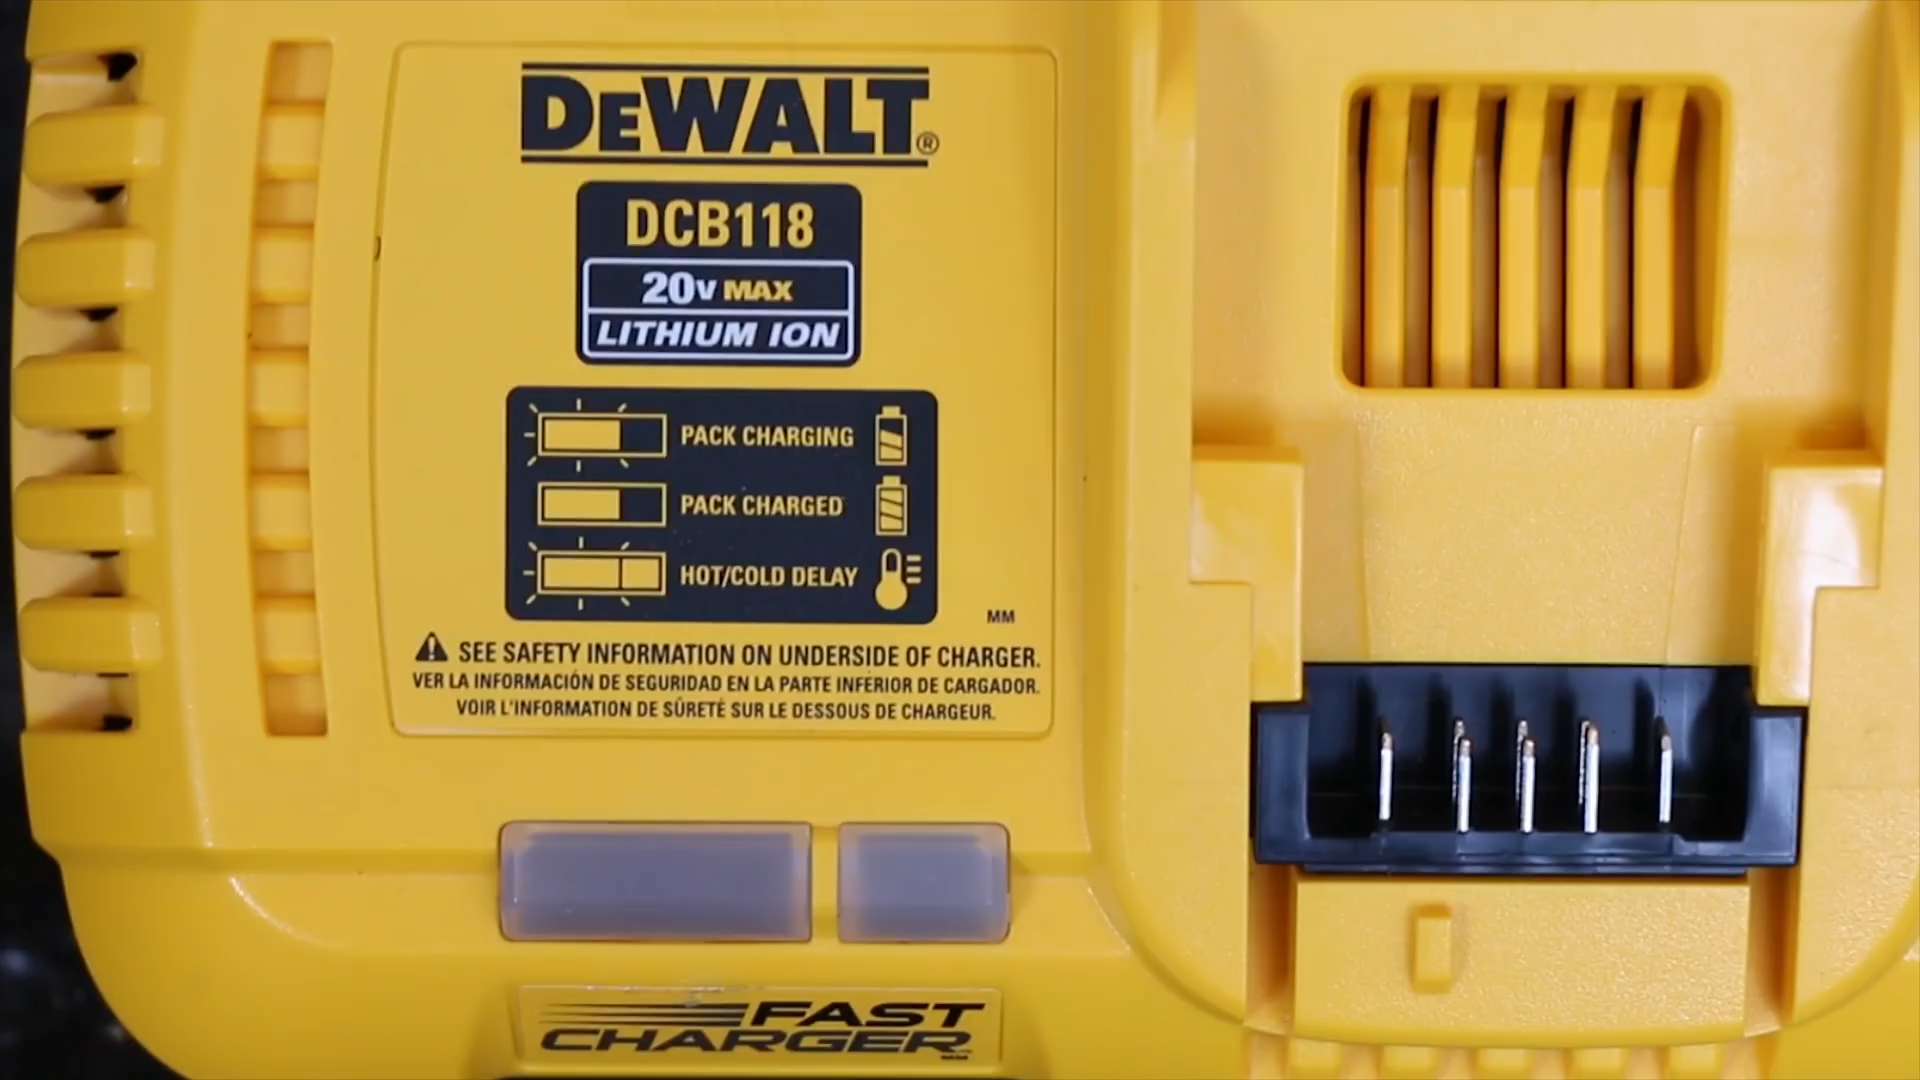 DEWALT®
DCB118
20V MAX
LITHIUM ION
PACK CHARGING
PACK CHARGED
HOT/COLD DELAY
MM
SEE SAFETY INFORMATION ON UNDERSIDE OF CHARGER.
VER LA INFORMACIÓN DE SEGURIDAD EN LA PARTE INFERIOR DE CARGADOR.
VOIR L'INFORMATION DE SÛRETÉ SUR LE DESSOUS DE CHARGEUR.
FAST
CHARGER